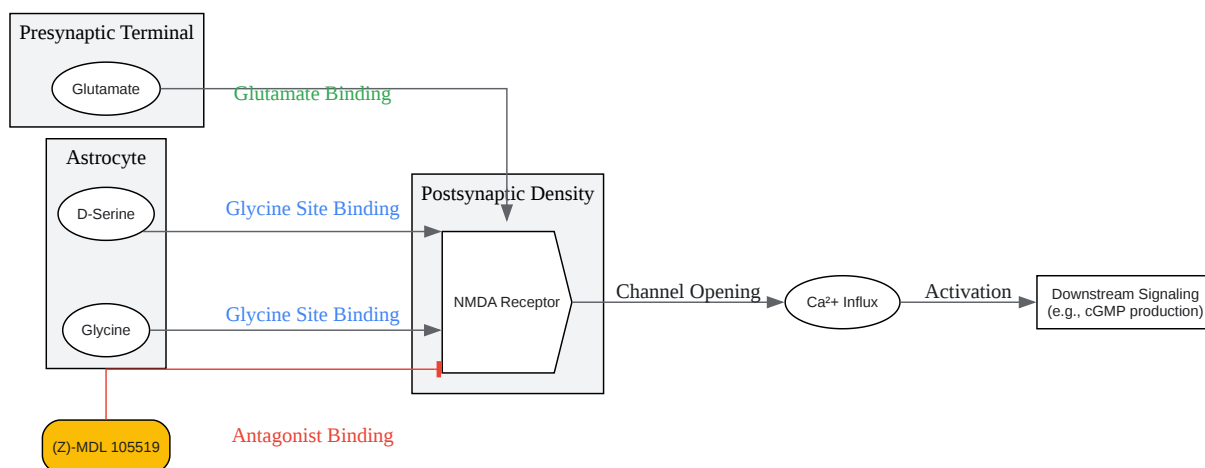 Presynaptic Terminal
Glutamate
Glutamate Binding
Astrocyte
D-Serine
Glycine Site Binding
Postsynaptic Density
Glycine
Glycine Site Binding
NMDA Receptor
Channel Opening
Ca²+ Influx
Activation
Downstream Signaling
(e.g., cGMP production)
(Z)-MDL 105519
Antagonist Binding